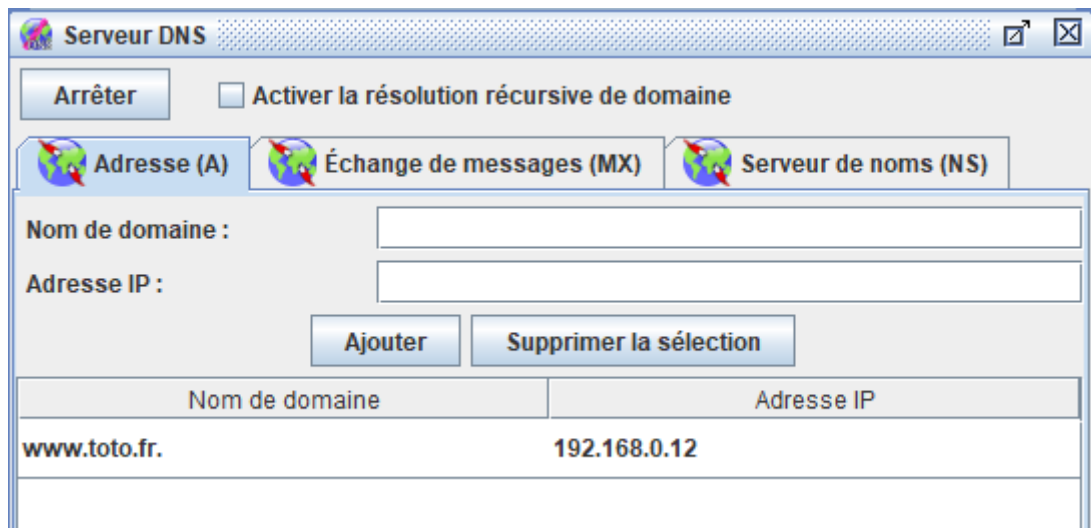 Serveur DNS
Arrêter Activer la résolution récursive de domaine
Adresse (A) Échange de messages (MX) Serveur de noms (NS)
Nom de domaine :
Adresse IP :
Ajouter Supprimer la sélection
Nom de domaine Adresse IP
www.toto.fr. 192.168.0.12